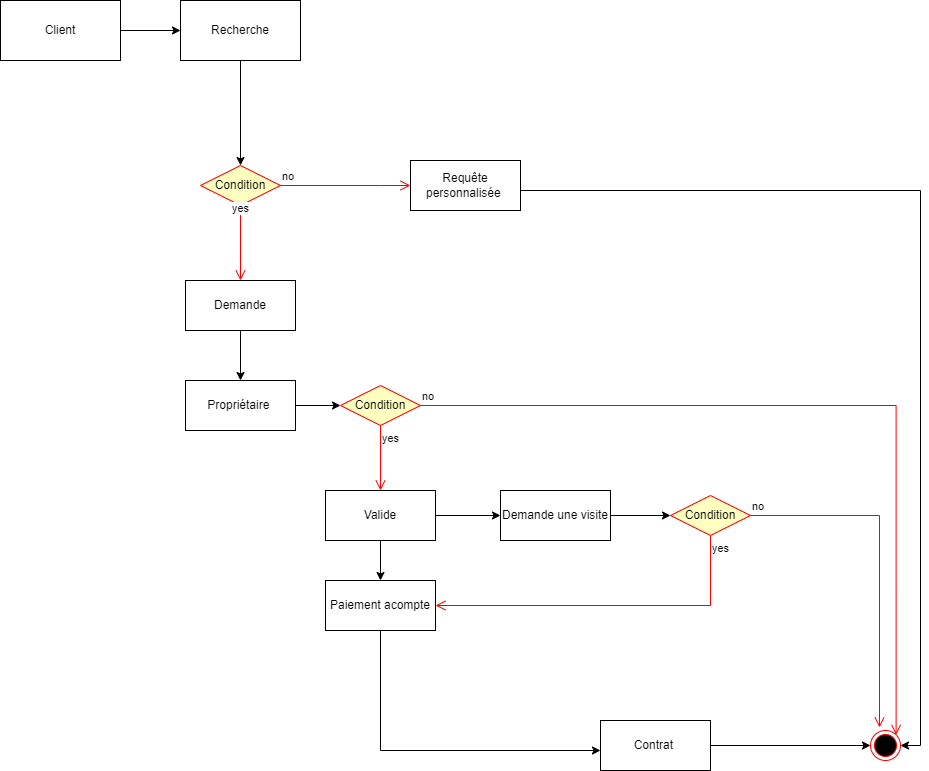 Client
Recherche
Condition
no
Requête
personnalisée
yes
Demande
Propriétaire
Condition
no
yes
Valide
Demande une visite
Condition
no
yes
Paiement acompte
Contrat